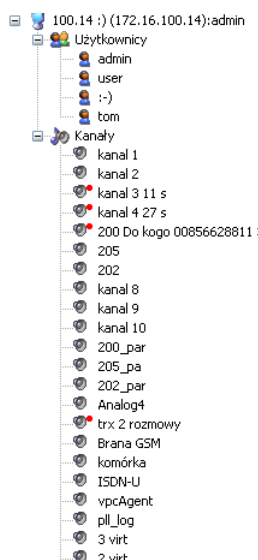 100.14 :) (172.16.100.14):admin
Użytkownicy
admin
user
:-)
tom
Kanały
kanal 1
kanal 2
kanal 3 11 s
kanal 4 27 s
200 Do kogo 00856628811
205
202
kanal 8
kanal 9
kanal 10
200_par
205_pa
202_par
Analog4
trx 2 rozmowy
Brana GSM
komórka
ISDN-U
vpcAgent
pll_log
3 virt
2 virt